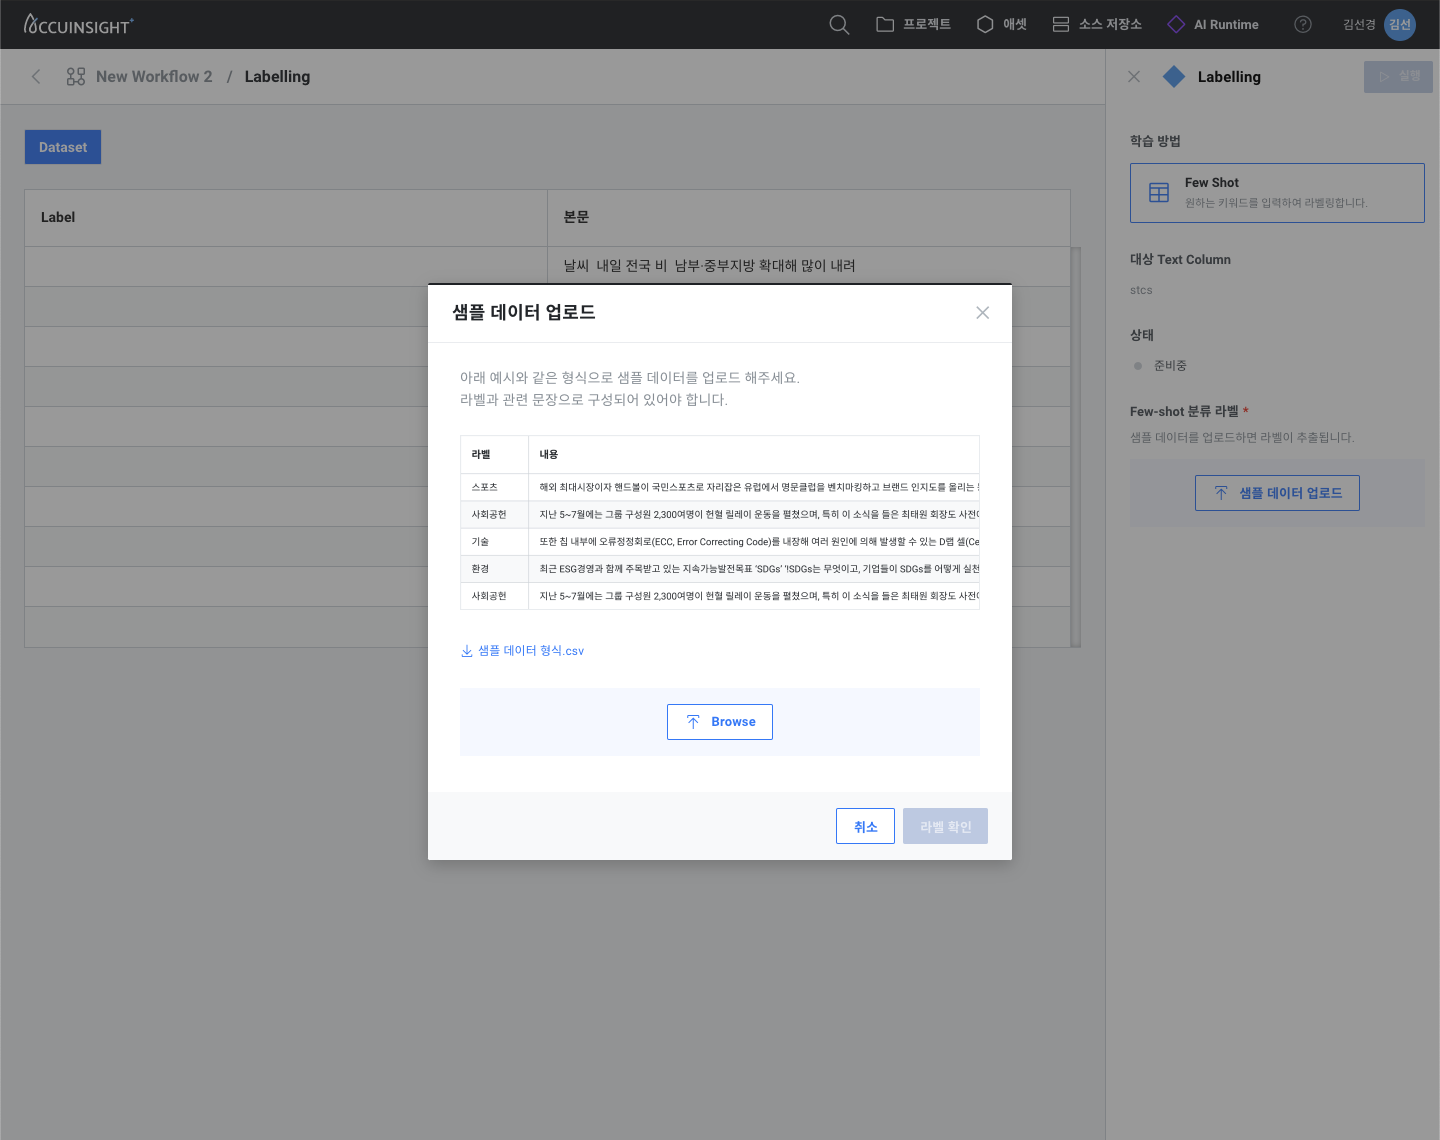 ACCUINSIGHT+
프로젝트
애셋
소스 저장소
AI Runtime
김선경
김선
New Workflow 2 / Labelling
Labelling
실행
Dataset
Label
본문
날씨 내일 전국 비 남부·중부지방 확대해 많이 내려
학습 방법
Few Shot
원하는 키워드를 입력하여 라벨링합니다.
대상 Text Column
stcs
상태
준비중
Few-shot 분류 라벨 *
샘플 데이터를 업로드하면 라벨이 추출됩니다.
샘플 데이터 업로드
샘플 데이터 업로드
아래 예시와 같은 형식으로 샘플 데이터를 업로드 해주세요.
라벨과 관련 문장으로 구성되어 있어야 합니다.
라벨 내용
스포츠 해외 최대시장이자 핸드볼이 국민스포츠로 자리잡은 유럽에서 명문클럽을 벤치마킹하고 브랜드 인지도를 올리는
사회공헌 지난 5~7월에는 그룹 구성원 2,300여명이 헌혈 릴레이 운동을 펼쳤으며, 특히 이 소식을 들은 최태원 회장도
기술 또한 칩 내부에 오류정정회로(ECC, Error Correcting Code)를 내장해 여러 원인에 의해 발생할 수 있는 D램 셀(Ce
환경 최근 ESG경영과 함께 주목받고 있는 지속가능발전목표 ‘SDGs’ ‘!SDGs는 무엇이고, 기업들이 SDGs를 어떻게
사회공헌 지난 5~7월에는 그룹 구성원 2,300여명이 헌혈 릴레이 운동을 펼쳤으며, 특히 이 소식을 들은 최태원 회장도
샘플 데이터 형식.csv
Browse
취소
라벨 확인